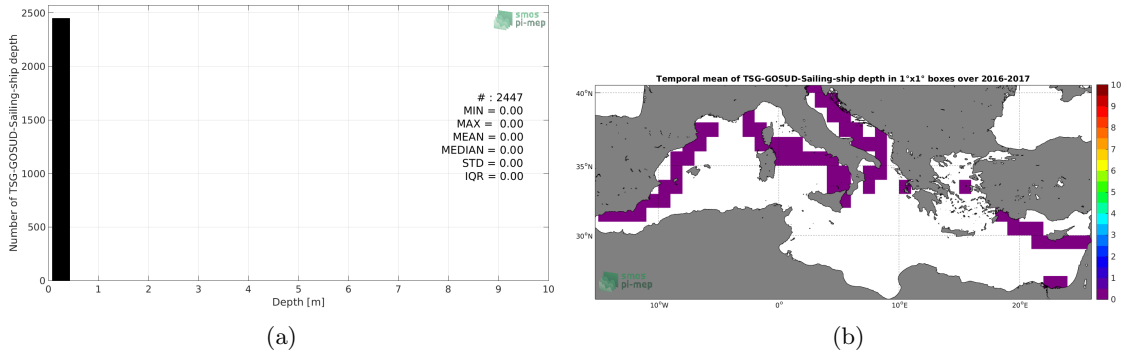 smos
pi-mep
Number of TSG-GOSUD-Sailing-ship depth
2500
2000
1500
1000
500
0
# : 2447
MIN = 0.00
MAX = 0.00
MEAN = 0.00
MEDIAN = 0.00
STD = 0.00
IQR = 0.00
0 1 2 3 4 5 6 7 8 9 10
Depth [m]
(a)
Temporal mean of TSG-GOSUD-Sailing-ship depth in 1°x1° boxes over 2016-2017
40°N
35°N
30°N
10°W 0° 10°E 20°E
smos
pi-mep
10
9
8
7
6
5
4
3
2
1
0
(b)